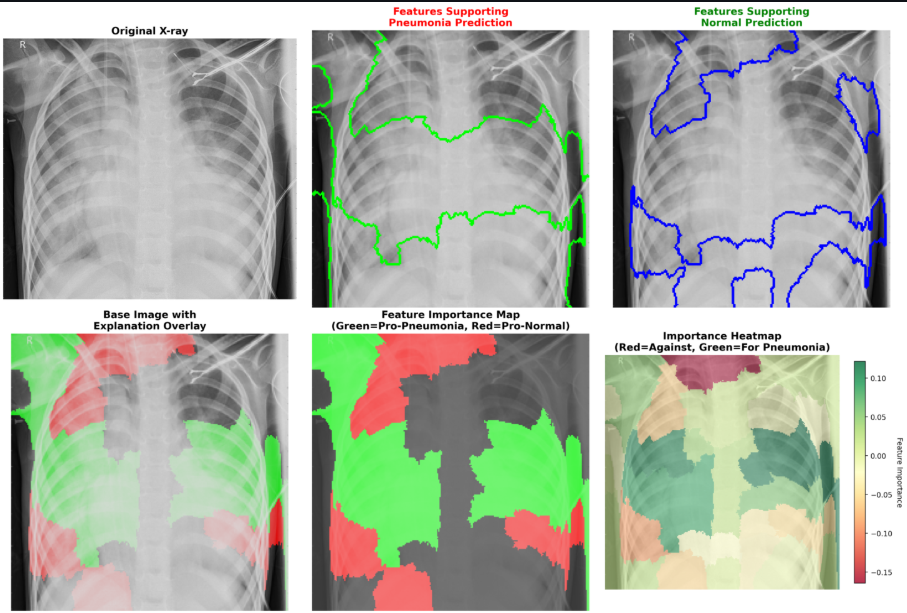 Original X-ray
Features Supporting
Pneumonia Prediction
Features Supporting
Normal Prediction
R
R
R
Base Image with
Explanation Overlay
Feature Importance Map
(Green=Pro-Pneumonia, Red=Pro-Normal)
Importance Heatmap
(Red=Against, Green=For Pneumonia)
R
R
R
0.10
0.05
0.00
−0.05
−0.10
−0.15
Feature Importance